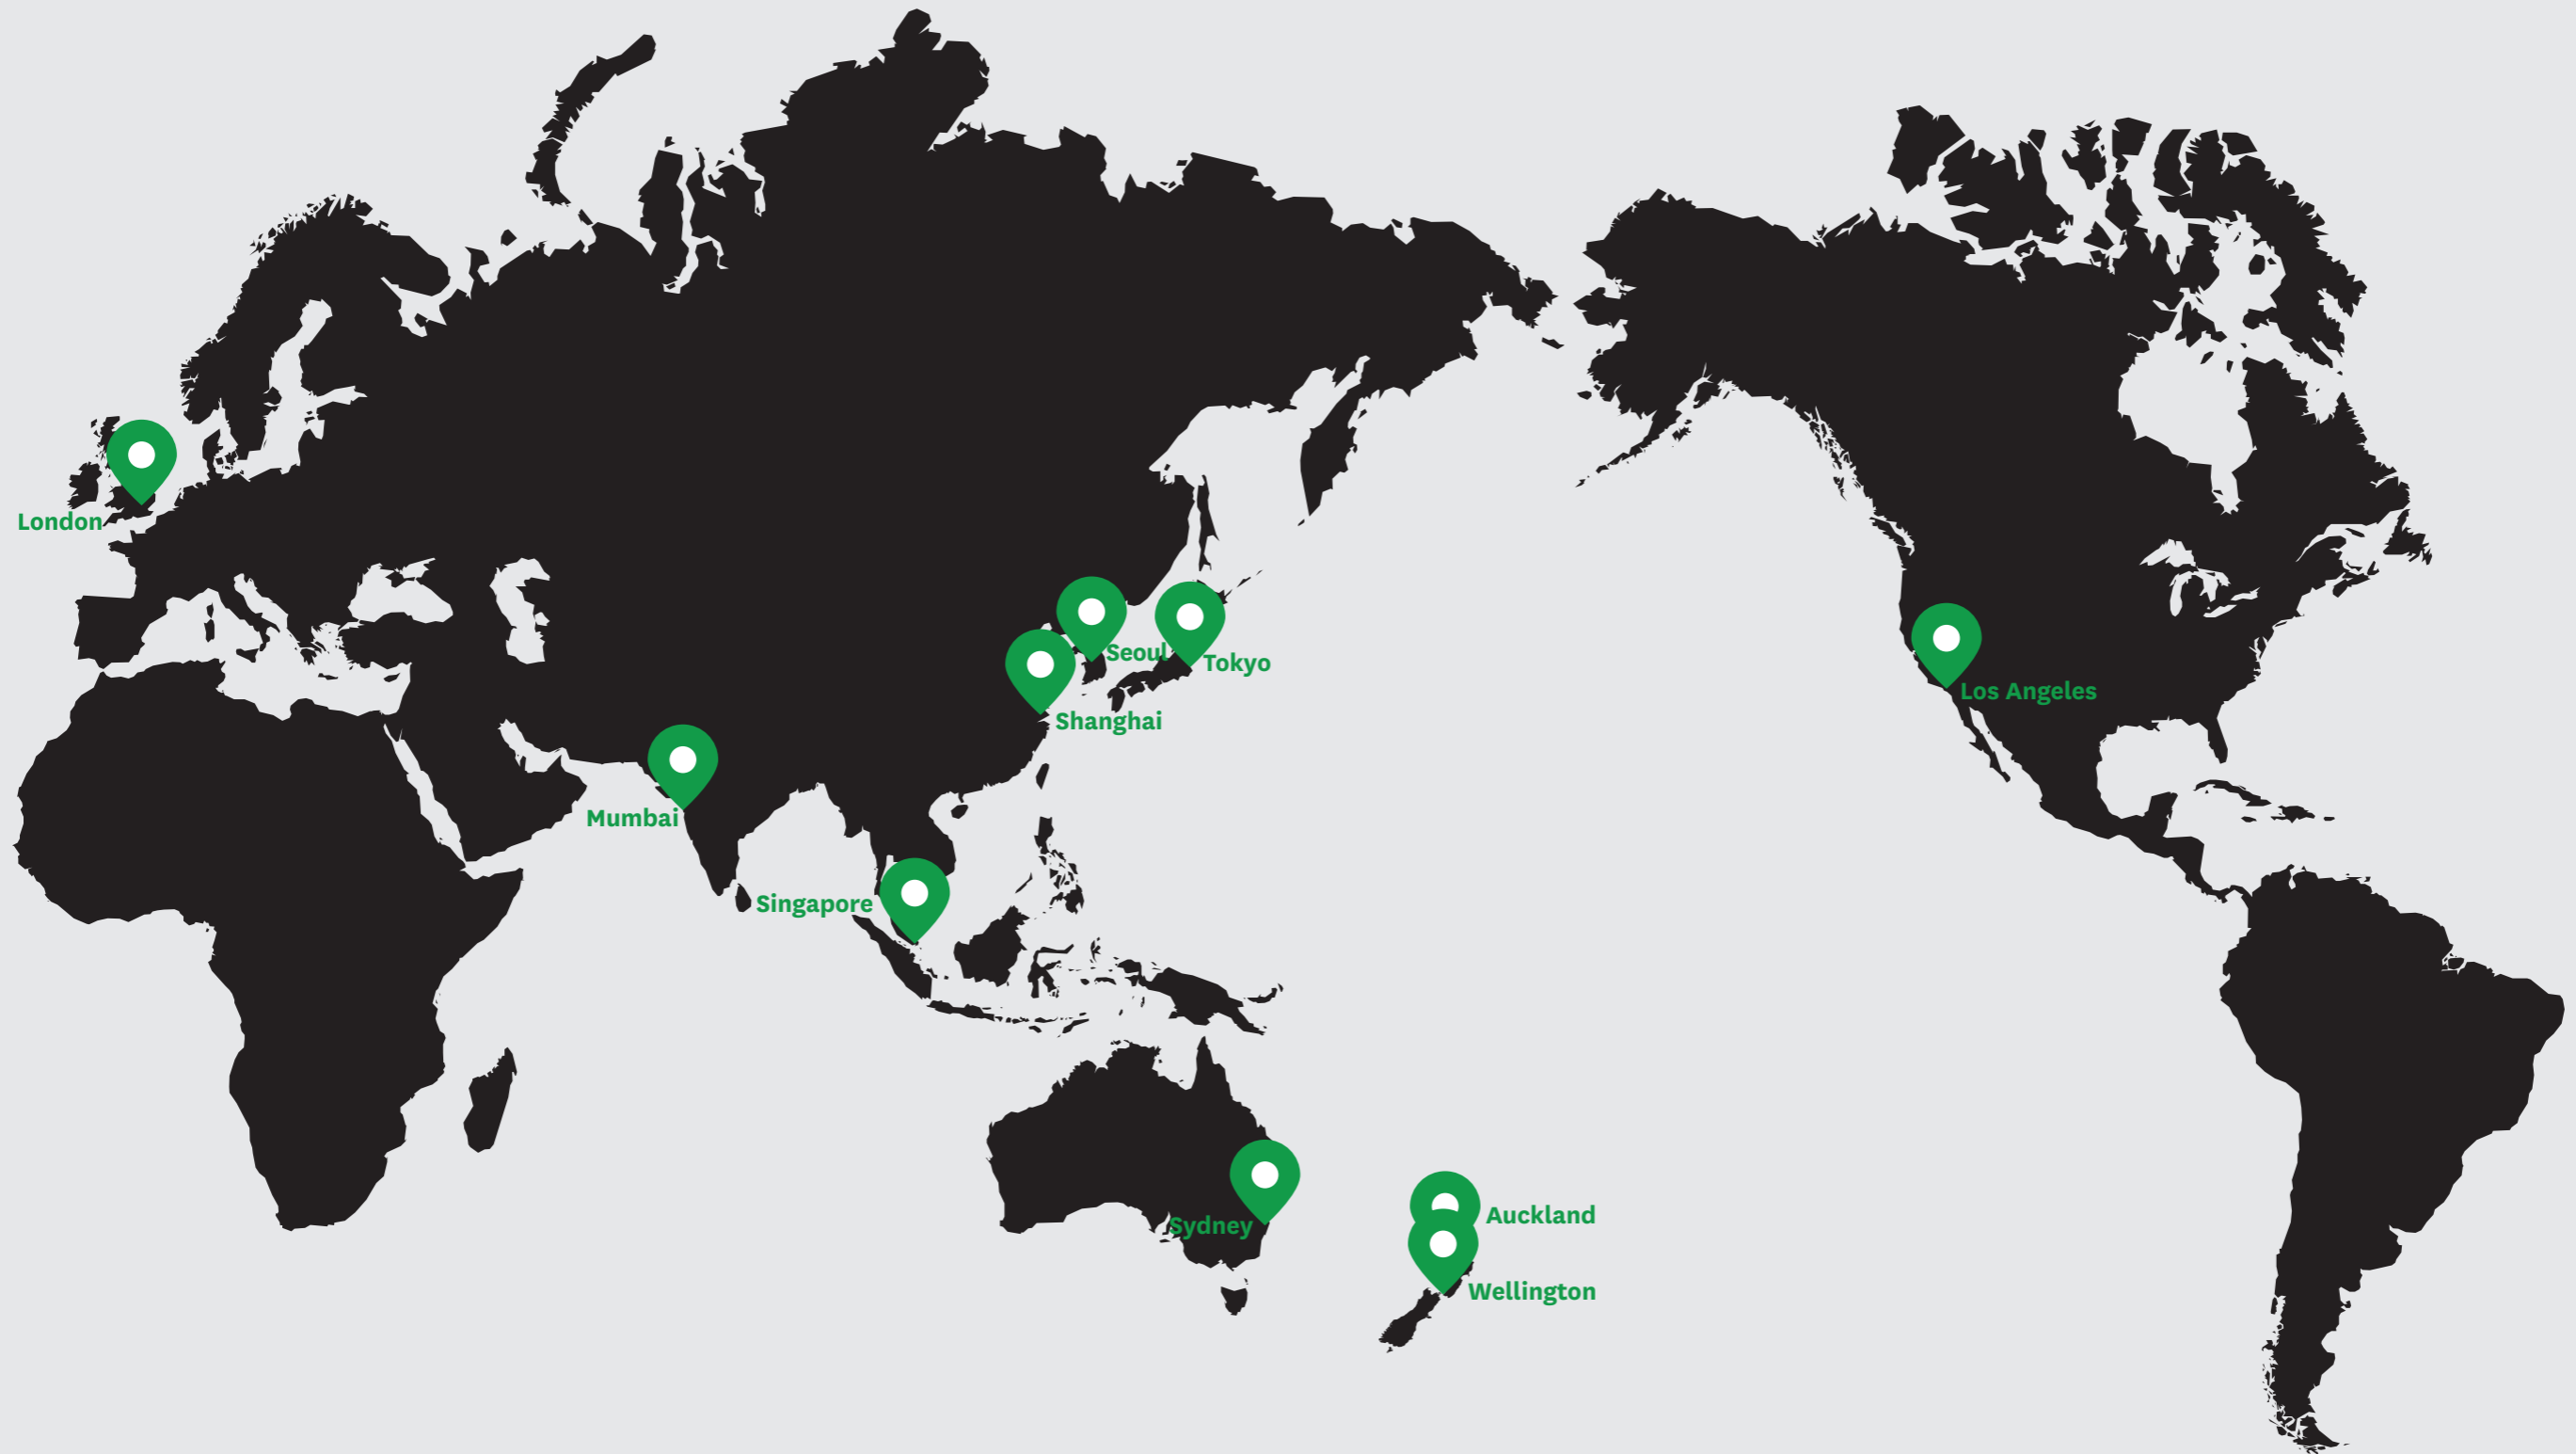 London
Seoul
Tokyo
Los Angeles
Shanghai
Mumbai
Singapore
Auckland
Sydney
Wellington